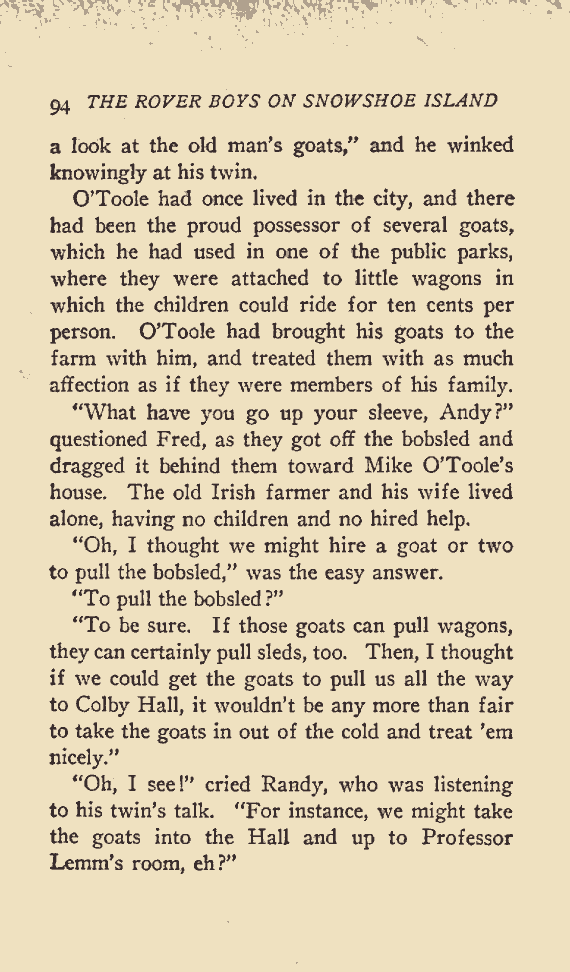 94 THE ROVER BOYS ON SNOWSHOE ISLAND
a look at the old man's goats,” and he winked
knowingly at his twin.
O'Toole had once lived in the city, and there
had been the proud possessor of several goats,
which he had used in one of the public parks,
where they were attached to little wagons in
which the children could ride for ten cents per
person. O'Toole had brought his goats to the
farm with him, and treated them with as much
affection as if they were members of his family.
“What have you go up your sleeve, Andy?”
questioned Fred, as they got off the bobsled and
dragged it behind them toward Mike O'Toole's
house. The old Irish farmer and his wife lived
alone, having no children and no hired help.
“Oh, I thought we might hire a goat or two
to pull the bobsled,” was the easy answer.
“To pull the bobsled?”
“To be sure. If those goats can pull wagons,
they can certainly pull sleds, too. Then, I thought
if we could get the goats to pull us all the way
to Colby Hall, it wouldn't be any more than fair
to take the goats in out of the cold and treat 'em
nicely.”
“Oh, I see!” cried Randy, who was listening
to his twin's talk. “For instance, we might take
the goats into the Hall and up to Professor
Lemm's room, eh?”